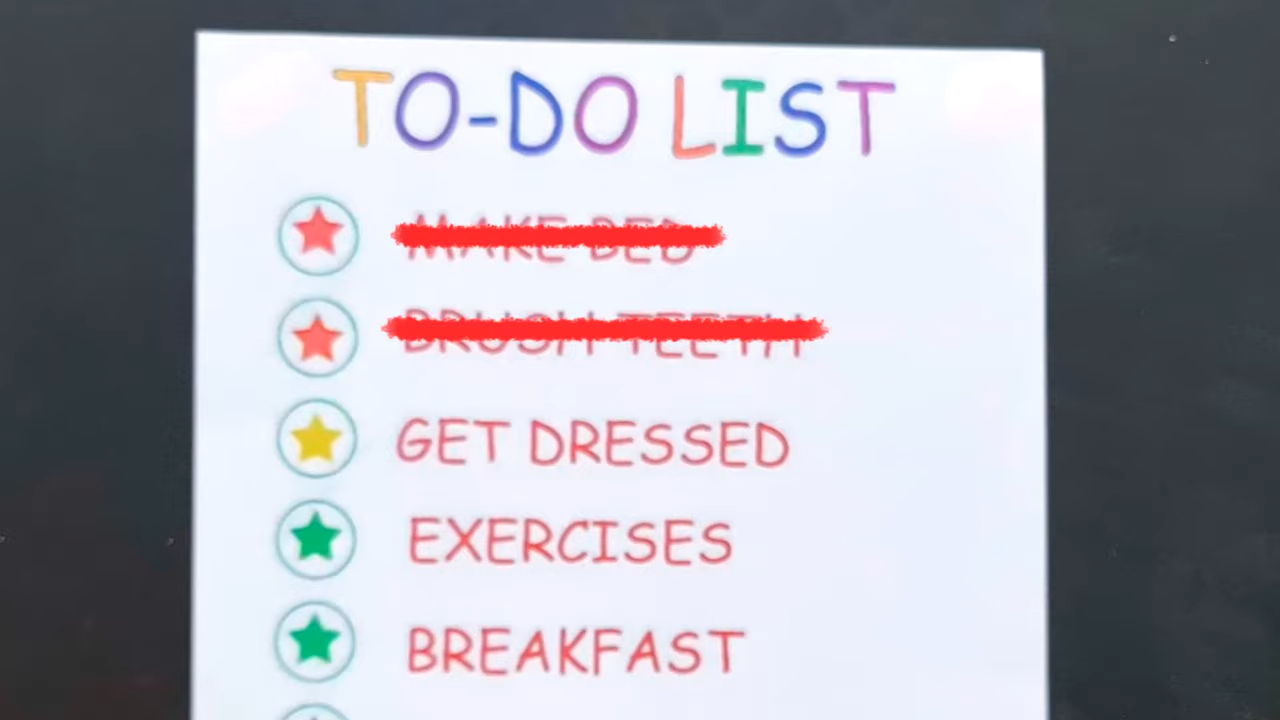 TO-DO LIST
MAKE BED
BRUSH TEETH
GET DRESSED
EXERCISES
BREAKFAST